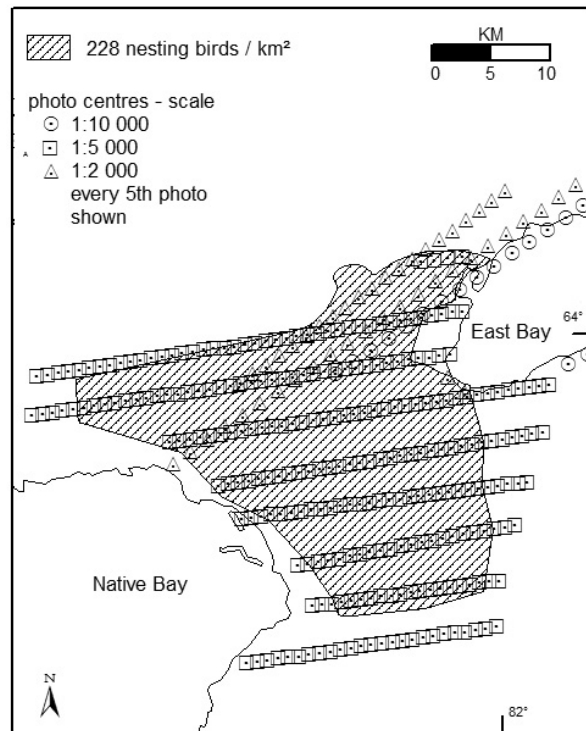 228 nesting birds / km²
KM
0 5 10
photo centres - scale
1:10 000
1:5 000
1:2 000
every 5th photo
shown
East Bay
64°
Native Bay
N
82°